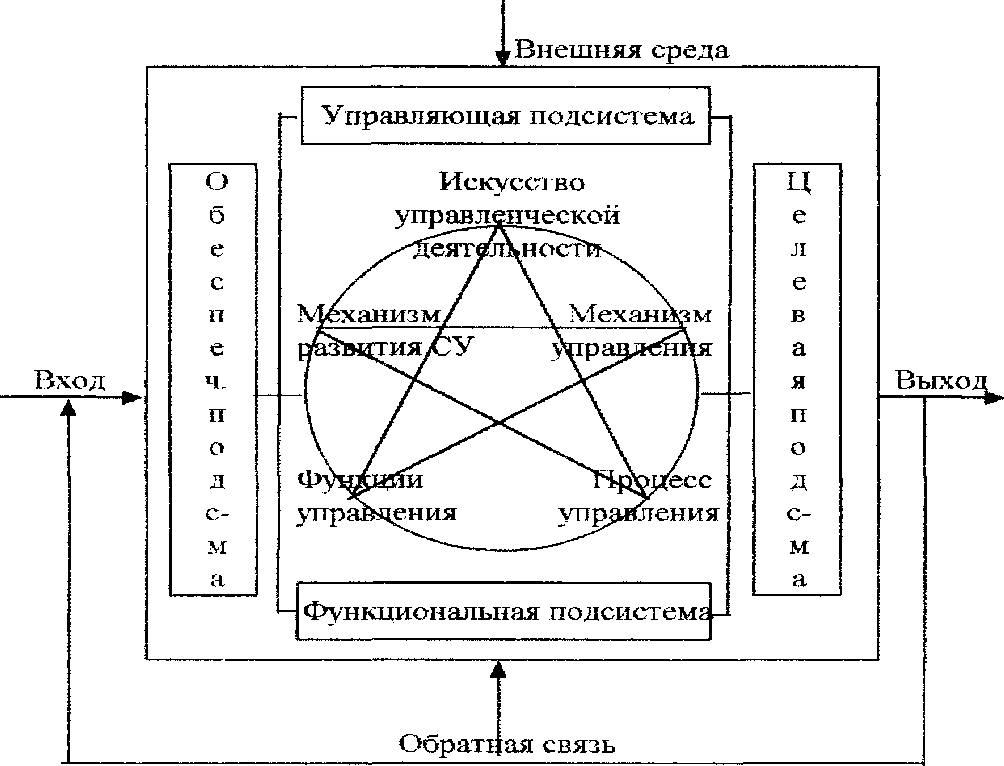 Внешняя среда
Управляющая подсистема
Искусство
управленческой
деятельности
Механизм
развития СУ
Механизм
управления
Вход
Выход
О
б
е
с
п
е
ч.
п
о
д
с-
м
а
Ц
е
л
е
в
а
я
п
о
д
с-
м
а
Функции
управления
Процесс
управления
Функциональная подсистема
Обратная связь